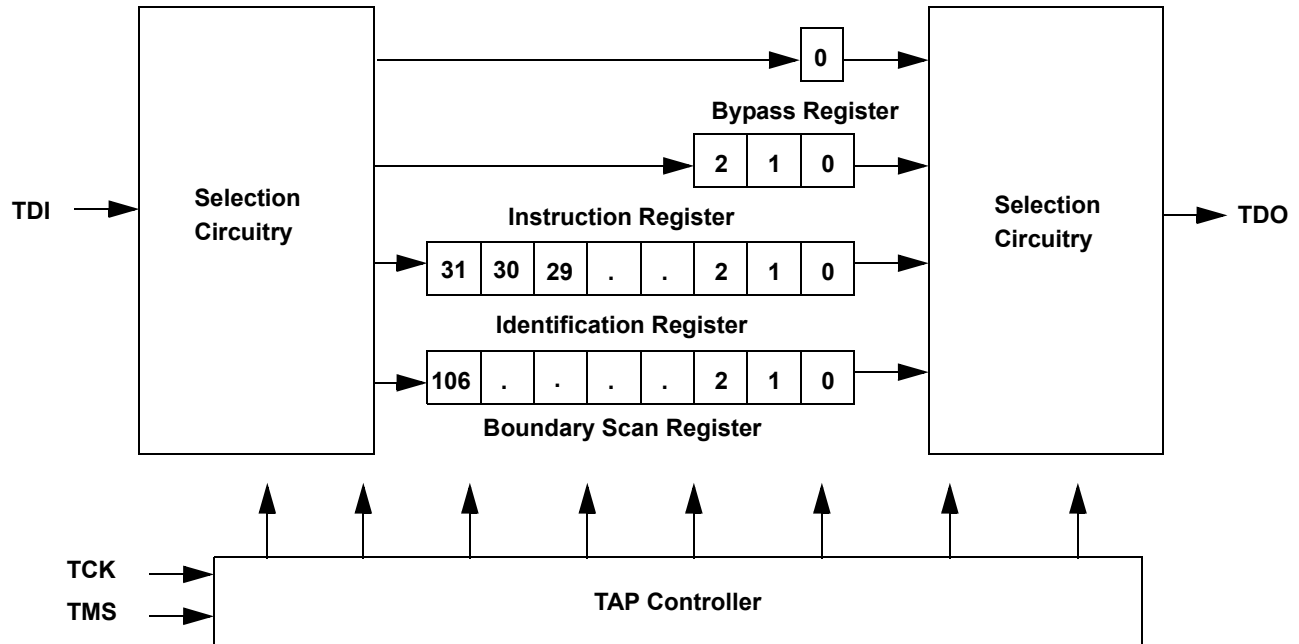 0
Bypass Register
2 1 0
Instruction Register
31 30 29 . . 2 1 0
Identification Register
106 . . . . 2 1 0
Boundary Scan Register
TDI
Selection
Circuitry
Selection
Circuitry
TDO
TCK
TMS
TAP Controller